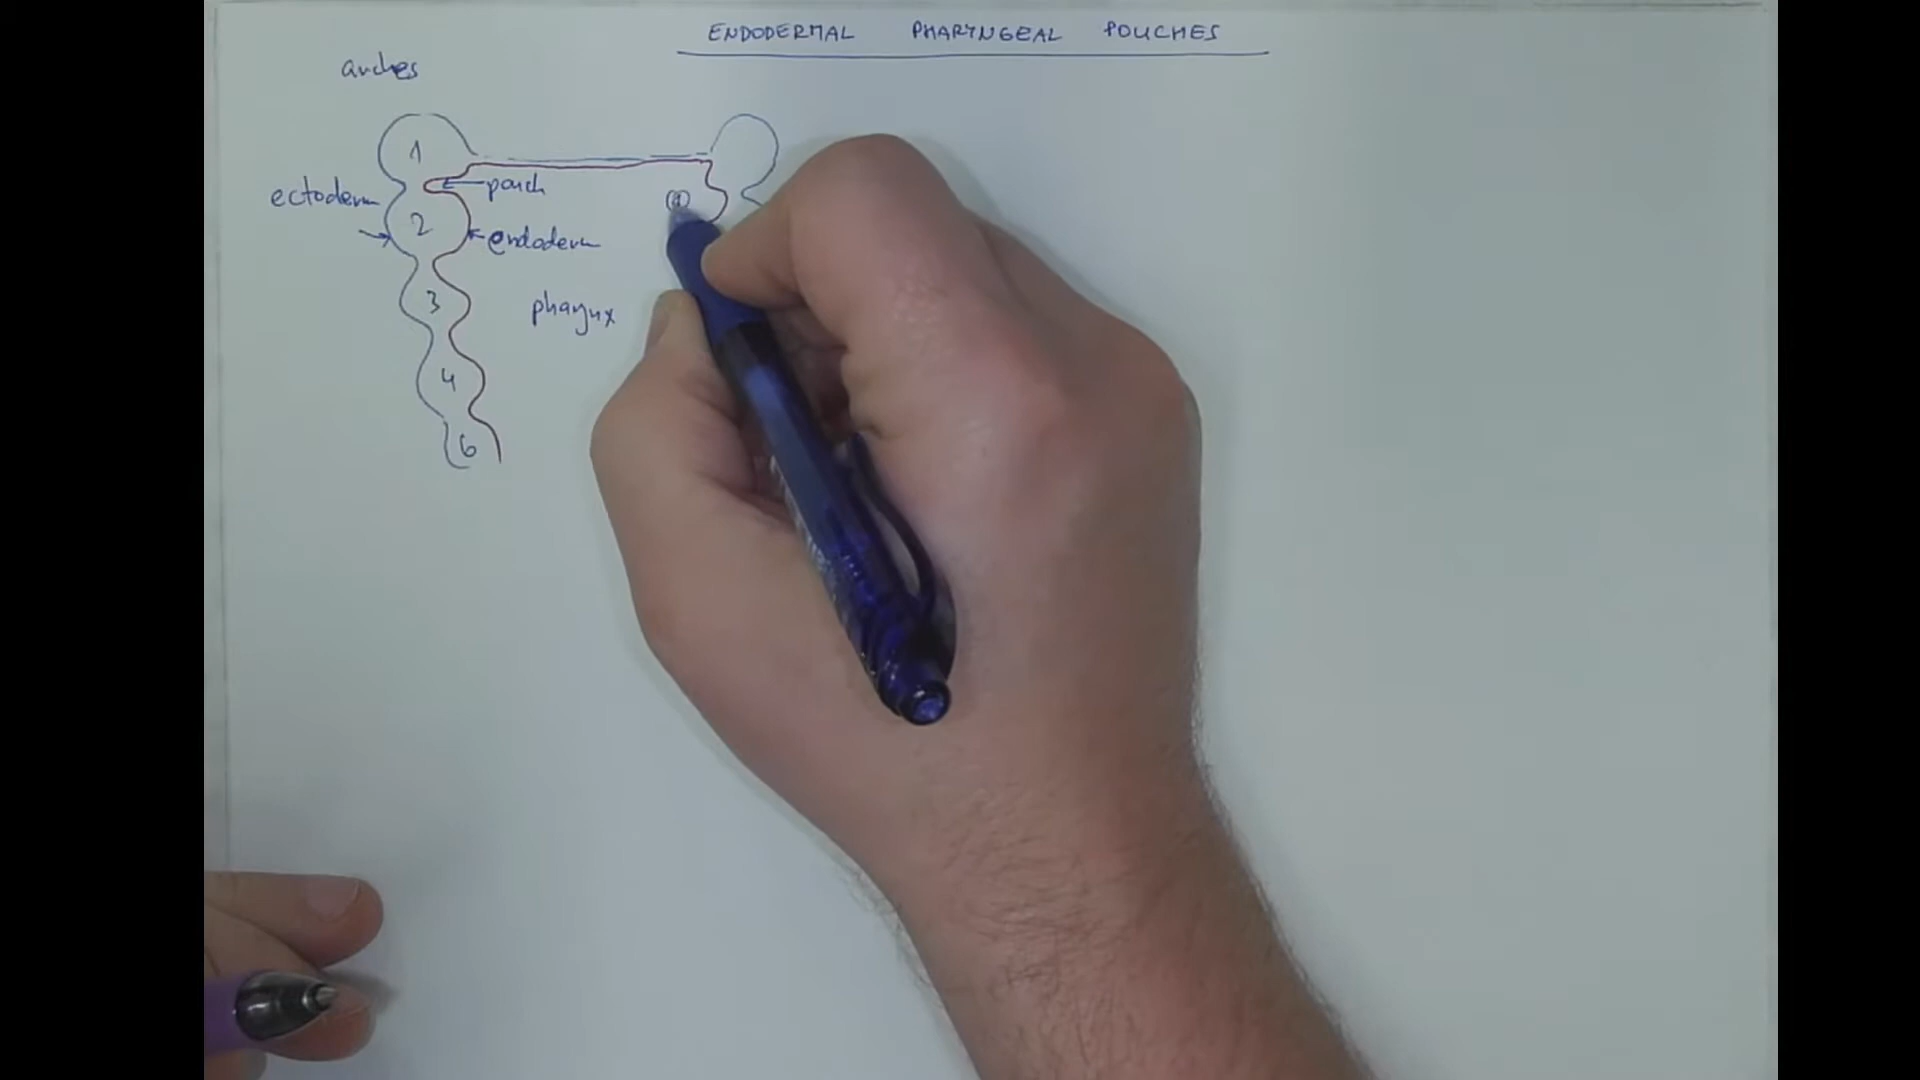 ENDODERMAL PHARYNGEAL POUCHES
arches
1
pouch
ectoderm
2
endoderm
3
pharynx
4
6